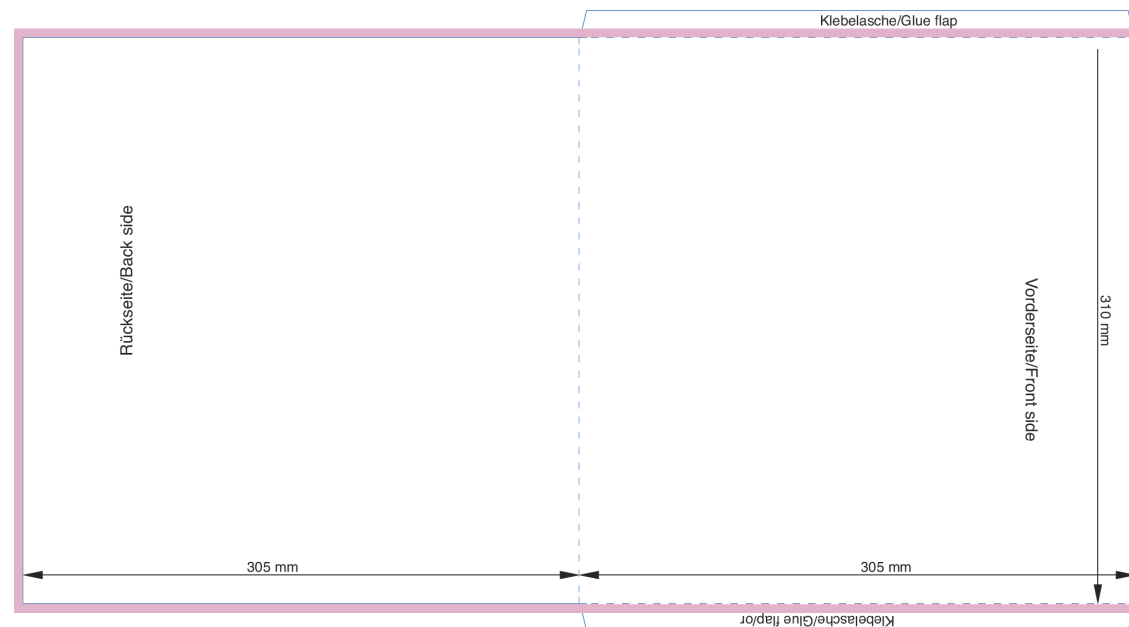 Klebelasche/Glue flap
Rückseite/Back side
Vorderseite/Front side
310 mm
305 mm
305 mm
Klebelasche/Glue flap/or